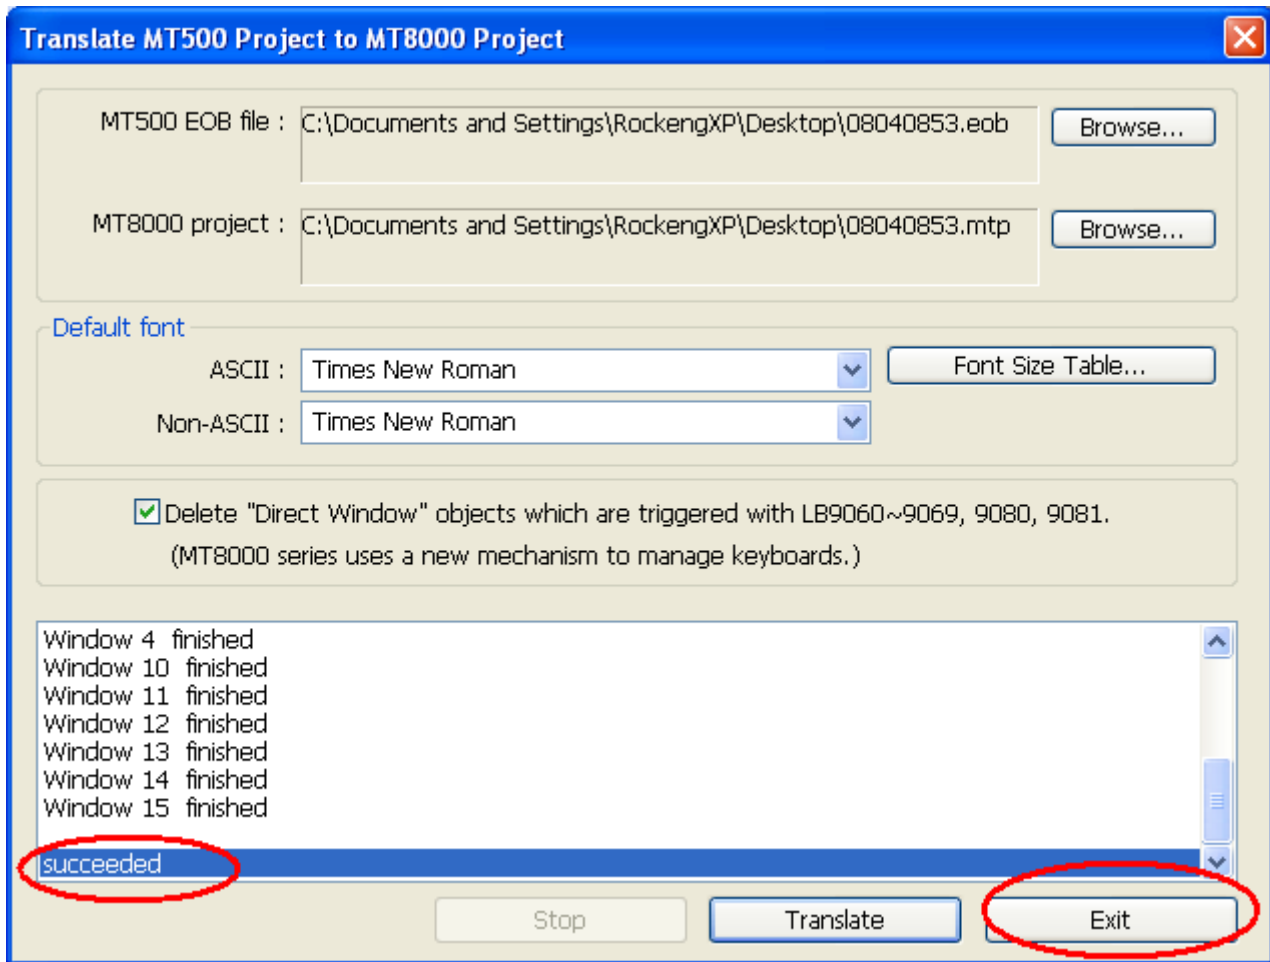 Translate MT500 Project to MT8000 Project
MT500 EOB file : C:\Documents and Settings\RockengXP\Desktop\08040853.eob Browse...
MT8000 project : C:\Documents and Settings\RockengXP\Desktop\08040853.mtp Browse...
Default font
ASCII : Times New Roman Font Size Table...
Non-ASCII : Times New Roman
Delete "Direct Window" objects which are triggered with LB9060~9069, 9080, 9081.
(MT8000 series uses a new mechanism to manage keyboards.)
Window 4 finished
Window 10 finished
Window 11 finished
Window 12 finished
Window 13 finished
Window 14 finished
Window 15 finished
succeeded
Stop Translate Exit